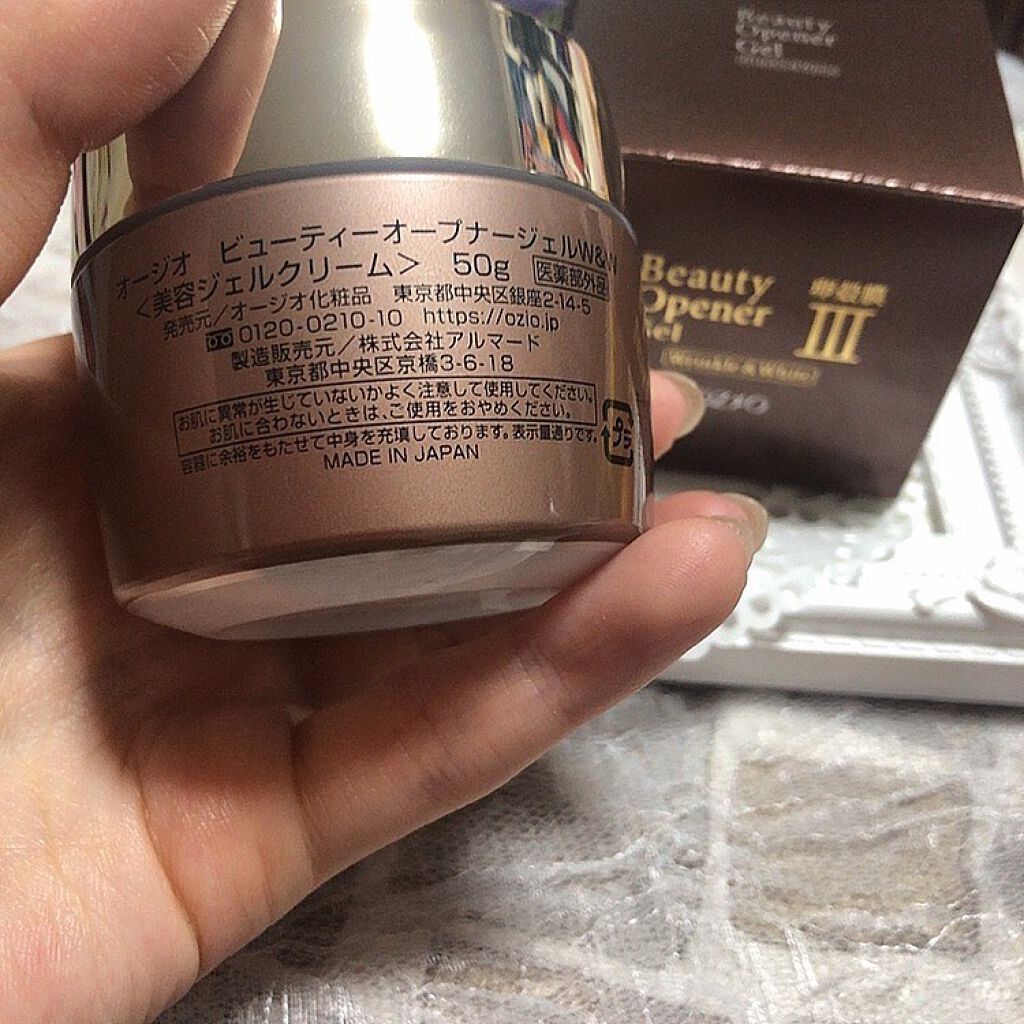 オージオ ビューティーオープナージェルW&W
<美容ジェルクリーム> 50g 医薬部外品
発売元/オージオ化粧品 東京都中央区銀座2-14-5
0120-0210-10 https://ozio.jp
製造販売元/株式会社アルマード
東京都中央区京橋3-6-18
お肌に異常が生じていないかよく注意して使用してください。
お肌に合わないときは、ご使用をおやめください。
容器に余裕をもたせて中身を充填しております。表示量通りです。
MADE IN JAPAN
プラ
Beauty
Opener
Gel
Beauty
Opener
Gel
卵殻膜
III
[Wrinkle & White]
OZIO